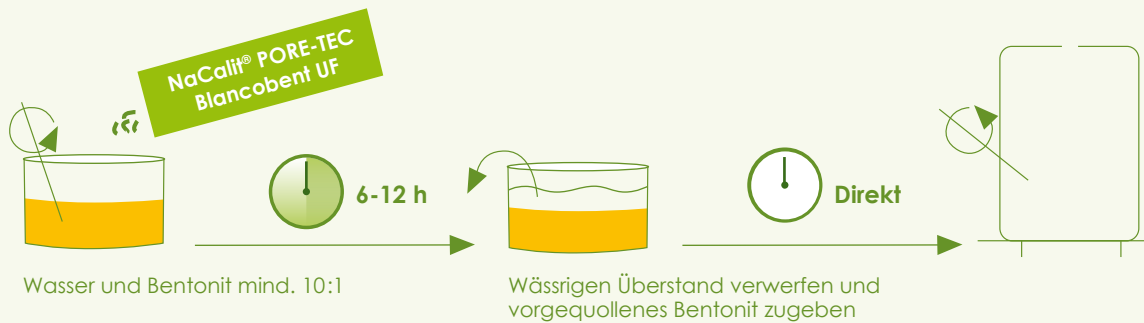 NaCalit® PORE-TEC
Blancobent UF
6-12 h
Direkt
Wasser und Bentonit mind. 10:1
Wässrigen Überstand verwerfen und
vorgequollenes Bentonit zugeben